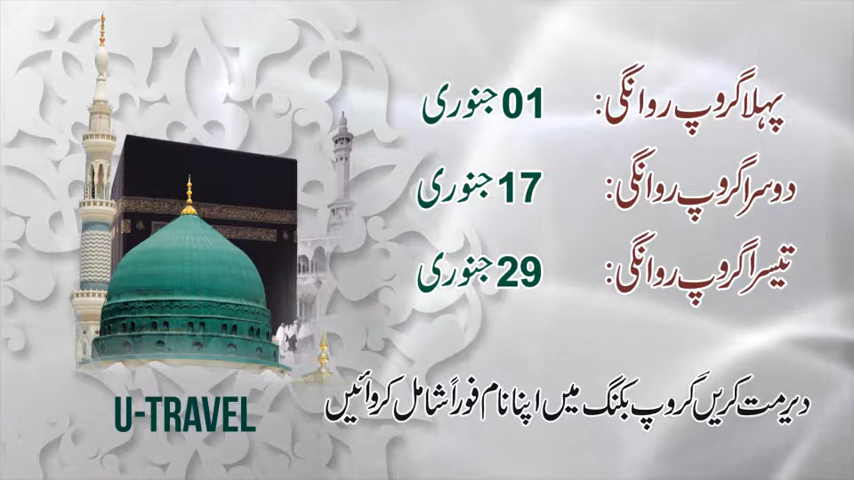 پہلا گروپ روانگی: 01 جنوری
دوسرا گروپ روانگی: 17 جنوری
تیسرا گروپ روانگی: 29 جنوری
دیر مت کریں گروپ بکنگ میں اپنا نام فوراً شامل کروائیں
U-TRAVEL